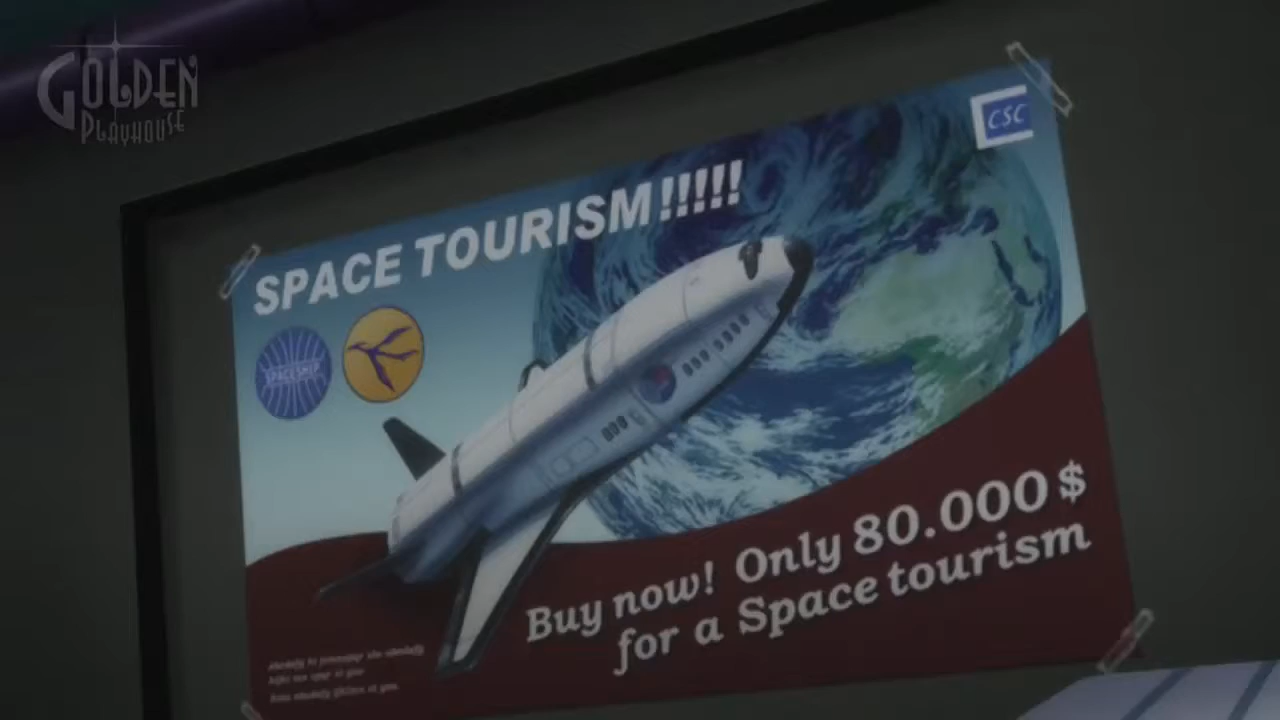 GOLDEN
PLAYHOUSE
CSC
SPACE TOURISM!!!!!
SPACESHIP
Buy now! Only 80.000 $
for a Space tourism